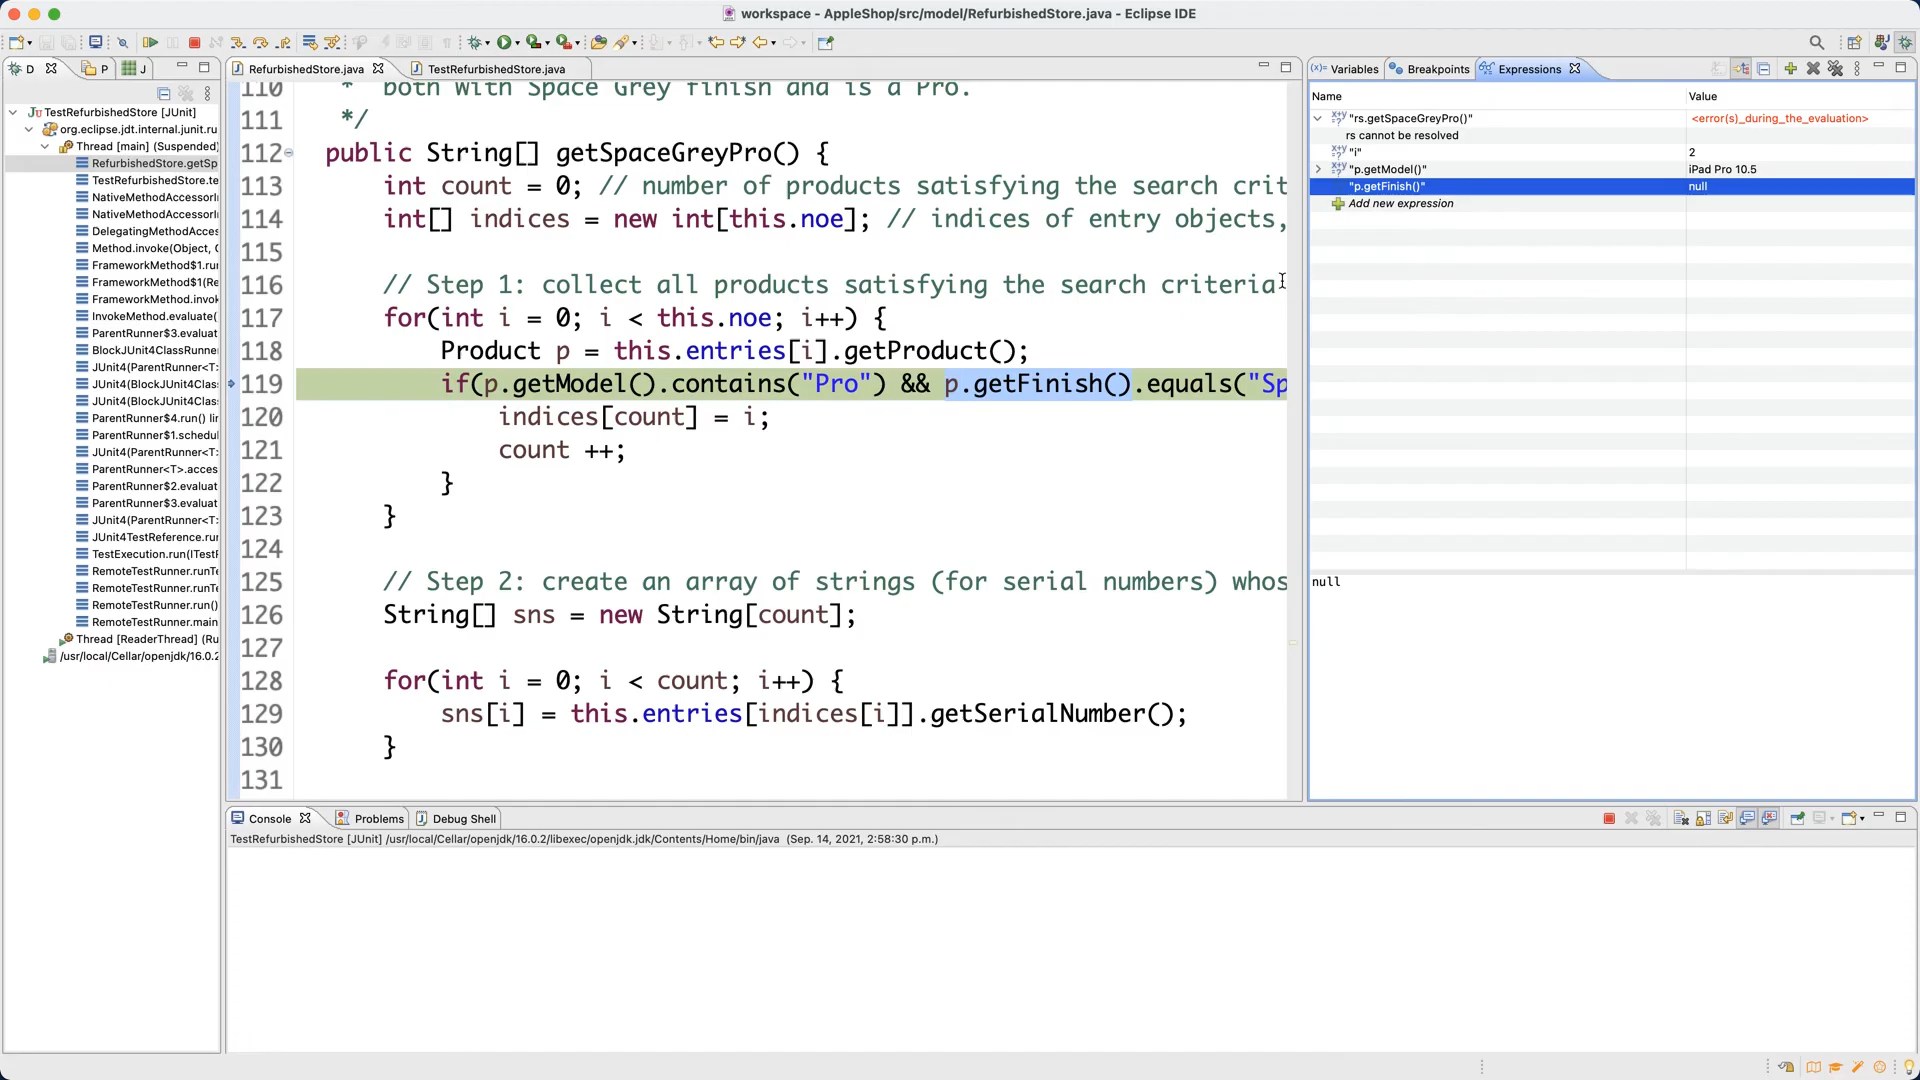 workspace - AppleShop/src/model/RefurbishedStore.java - Eclipse IDE
D
P
J
TestRefurbishedStore [JUnit]
org.eclipse.jdt.internal.junit.ru
Thread [main] (Suspended)
RefurbishedStore.getSp
TestRefurbishedStore.te
NativeMethodAccessorI
NativeMethodAccessorI
DelegatingMethodAcces
Method.invoke(Object, O
FrameworkMethod$1.run
FrameworkMethod$1(Re
FrameworkMethod.invok
InvokeMethod.evaluate(
ParentRunner$3.evaluat
BlockJUnit4ClassRunner
JUnit4(ParentRunner<T:
JUnit4(BlockJUnit4Clas
JUnit4(BlockJUnit4Clas
ParentRunner$4.run() lin
ParentRunner$1.schedul
JUnit4(ParentRunner<T:
ParentRunner<T>.acces
ParentRunner$2.evaluat
ParentRunner$3.evaluat
JUnit4(ParentRunner<T:
JUnit4TestReference.rur
TestExecution.run(ITestF
RemoteTestRunner.runTe
RemoteTestRunner.runTe
RemoteTestRunner.run()
RemoteTestRunner.main
Thread [ReaderThread] (Ru
/usr/local/Cellar/openjdk/16.0.2
RefurbishedStore.java
TestRefurbishedStore.java
110 * both with Space Grey finish and is a Pro.
111 */
112 public String[] getSpaceGreyPro() {
113 int count = 0; // number of products satisfying the search crit
114 int[] indices = new int[this.noe]; // indices of entry objects,
115
116 // Step 1: collect all products satisfying the search criteria
117 for(int i = 0; i < this.noe; i++) {
118 Product p = this.entries[i].getProduct();
119 if(p.getModel().contains("Pro") && p.getFinish().equals("Sp
120 indices[count] = i;
121 count ++;
122 }
123 }
124
125 // Step 2: create an array of strings (for serial numbers) whos
126 String[] sns = new String[count];
127
128 for(int i = 0; i < count; i++) {
129 sns[i] = this.entries[indices[i]].getSerialNumber();
130 }
131
Variables
Breakpoints
Expressions
Name Value
"rs.getSpaceGreyPro()" <error(s)_during_the_evaluation>
rs cannot be resolved
"i" 2
"p.getModel()" iPad Pro 10.5
"p.getFinish()" null
Add new expression
null
Console
Problems
Debug Shell
TestRefurbishedStore [JUnit] /usr/local/Cellar/openjdk/16.0.2/libexec/openjdk.jdk/Contents/Home/bin/java (Sep. 14, 2021, 2:58:30 p.m.)